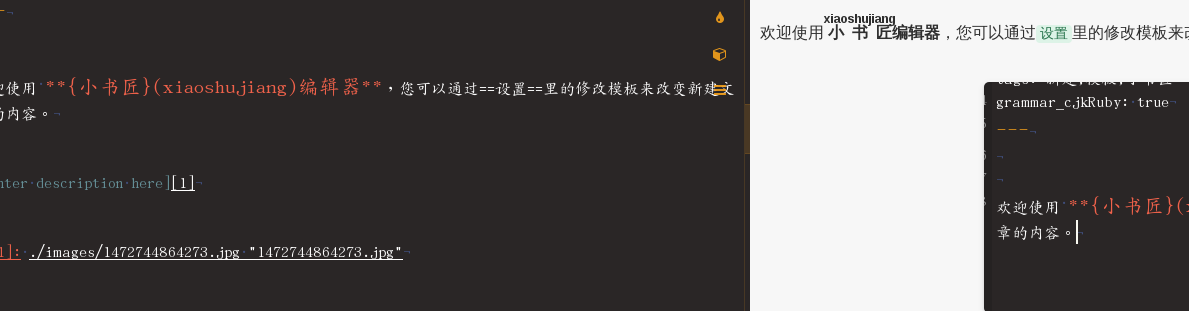 迎使用 **{小书匠}(xiaoshujiang)编辑器**，您可以通过==设置==里的修改模板来改变新建文
的内容。
nter description here][1]
1]: ./images/1472744864273.jpg "1472744864273.jpg"
xiaoshujiang
欢迎使用 小 书 匠编辑器，您可以通过 设置 里的修改模板来改
grammar_cjkRuby: true
---
欢迎使用 **{小书匠}(
章的内容。